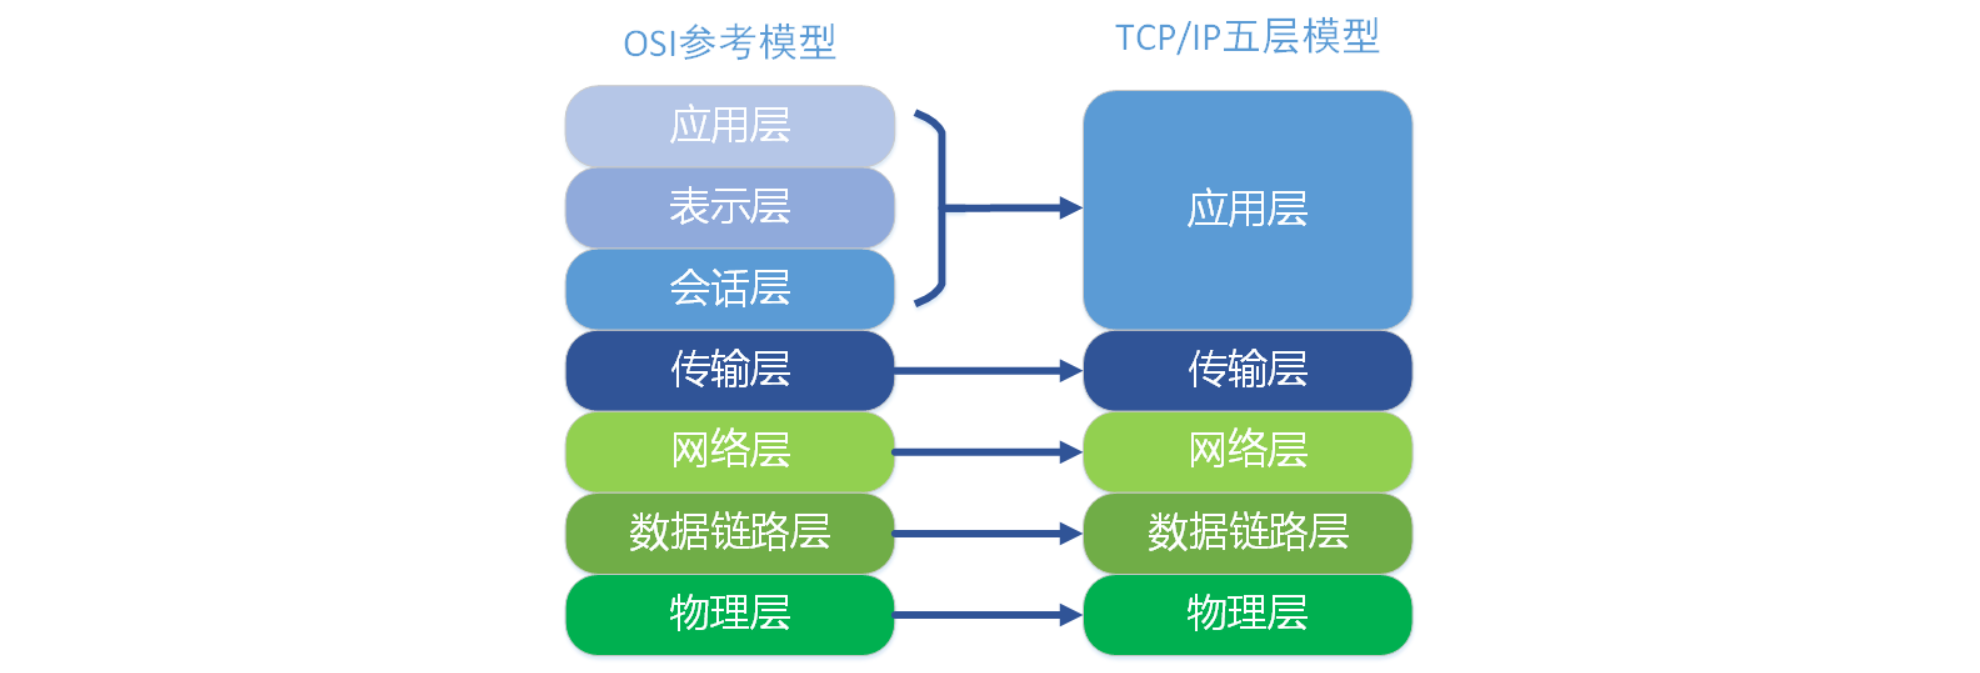 OSI参考模型
应用层
表示层
会话层
传输层
网络层
数据链路层
物理层
TCP/IP五层模型
应用层
传输层
网络层
数据链路层
物理层